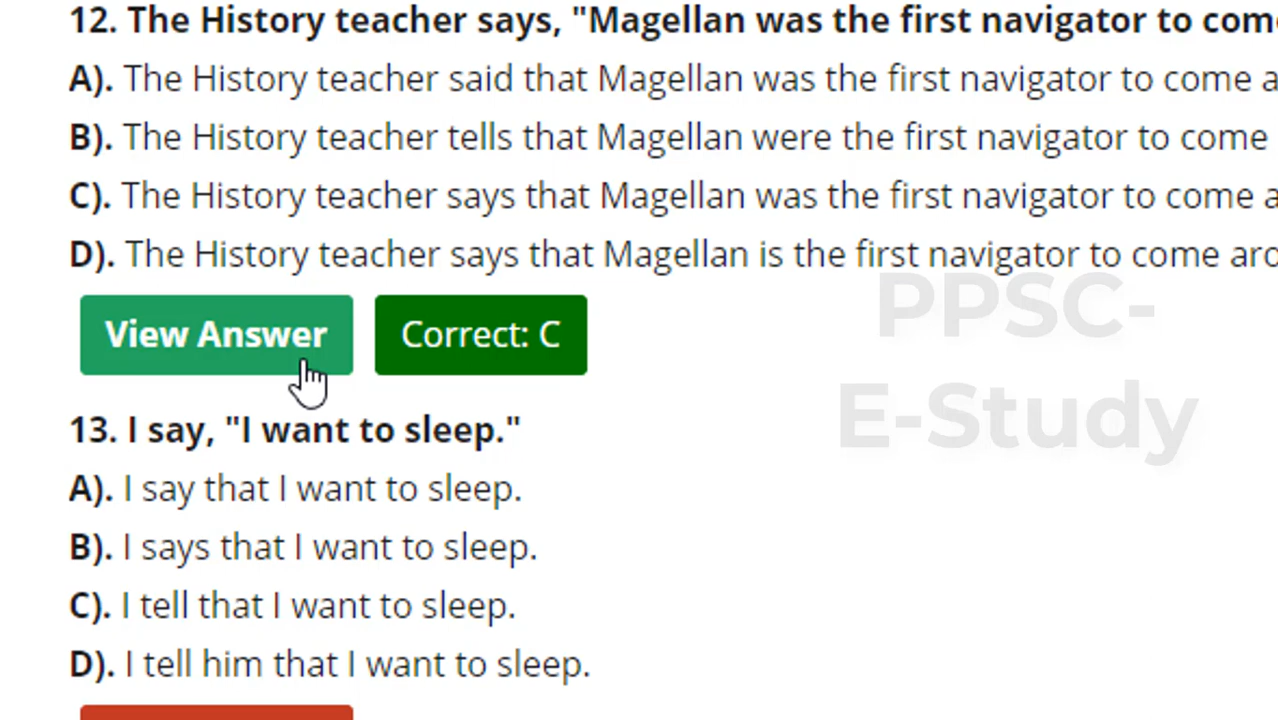 12. The History teacher says, "Magellan was the first navigator to com
A). The History teacher said that Magellan was the first navigator to come a
B). The History teacher tells that Magellan were the first navigator to come
C). The History teacher says that Magellan was the first navigator to come a
D). The History teacher says that Magellan is the first navigator to come aro
View Answer Correct: C
PPSC-
E-Study
13. I say, "I want to sleep."
A). I say that I want to sleep.
B). I says that I want to sleep.
C). I tell that I want to sleep.
D). I tell him that I want to sleep.